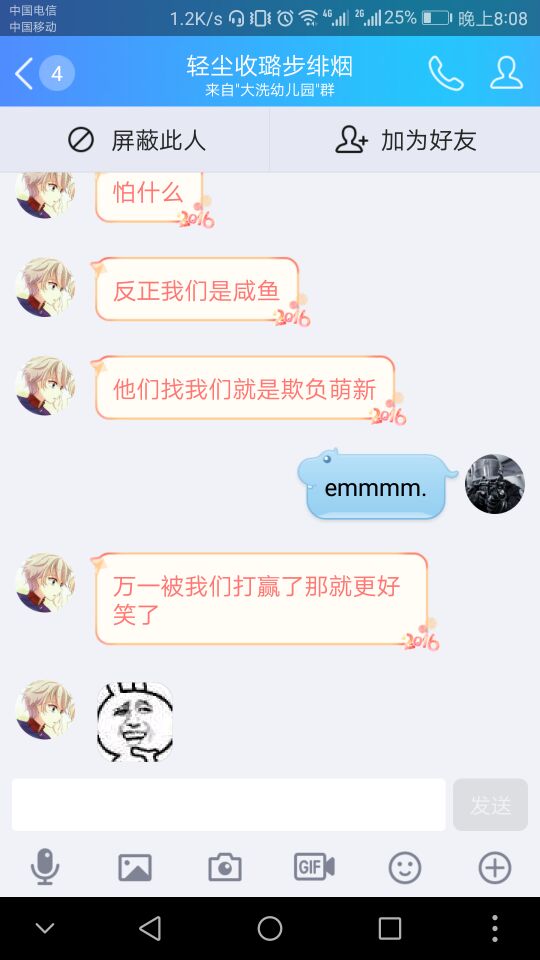 中国电信
中国移动
1.2K/s 4G 2G 25% 晚上8:08
4
轻尘收璐步绯烟
来自"大洗幼儿园"群
屏蔽此人
加为好友
怕什么
2016
反正我们是咸鱼
2016
他们找我们就是欺负萌新
2016
emmmm.
万一被我们打赢了那就更好
笑了
2016
发送
GIF